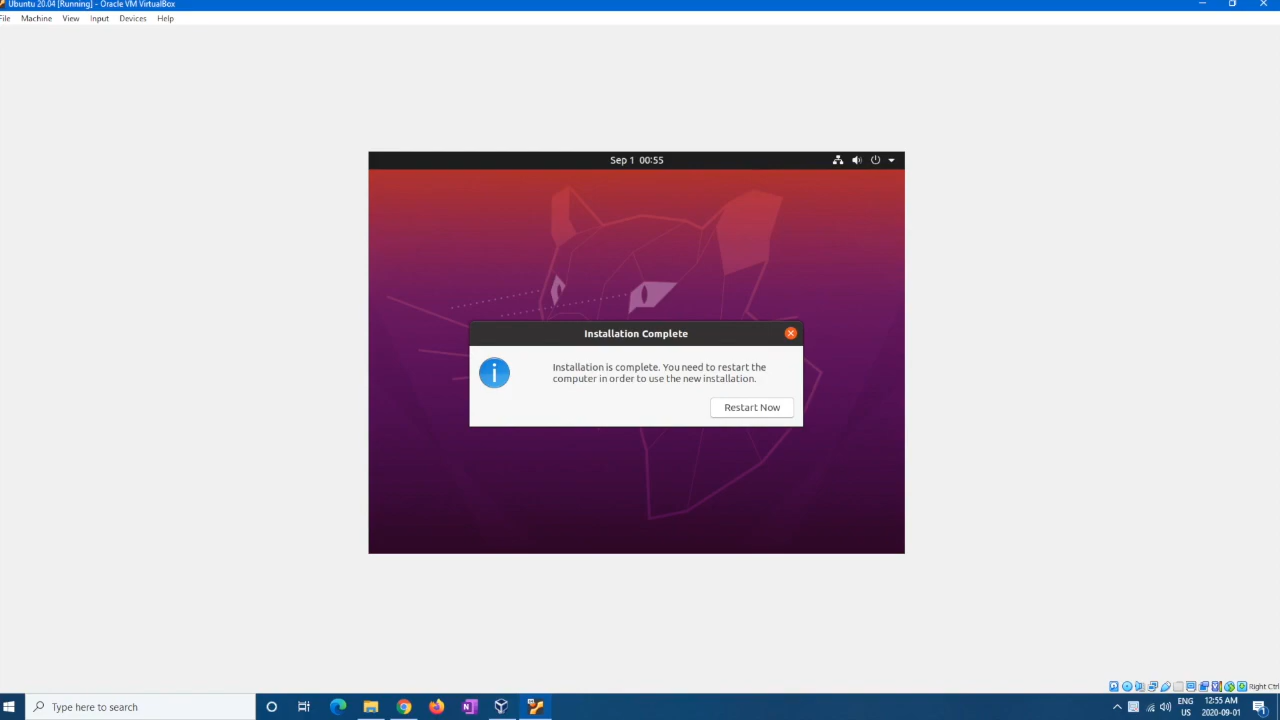 Ubuntu 20.04 [Running] - Oracle VM VirtualBox
File Machine View Input Devices Help
Sep 1 00:55
Installation Complete
Installation is complete. You need to restart the
computer in order to use the new installation.
Restart Now
Right Ctrl
Type here to search
ENG
US
12:55 AM
2020-09-01
1